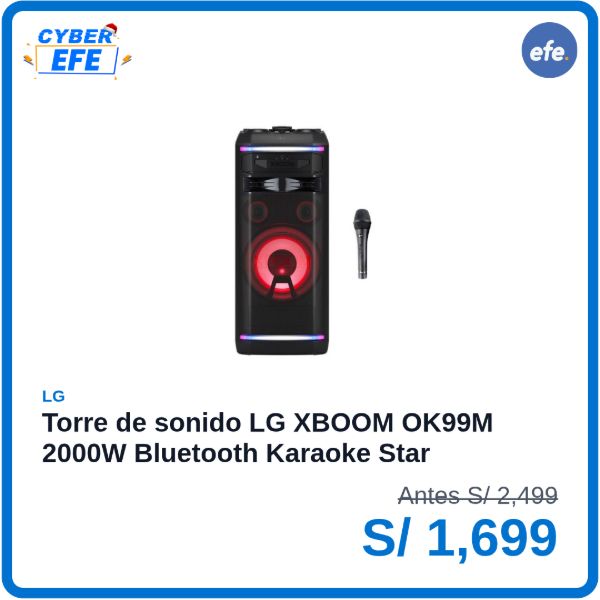 CYBER
EFE
efe.
LG
Torre de sonido LG XBOOM OK99M
2000W Bluetooth Karaoke Star
Antes S/ 2,499
S/ 1,699